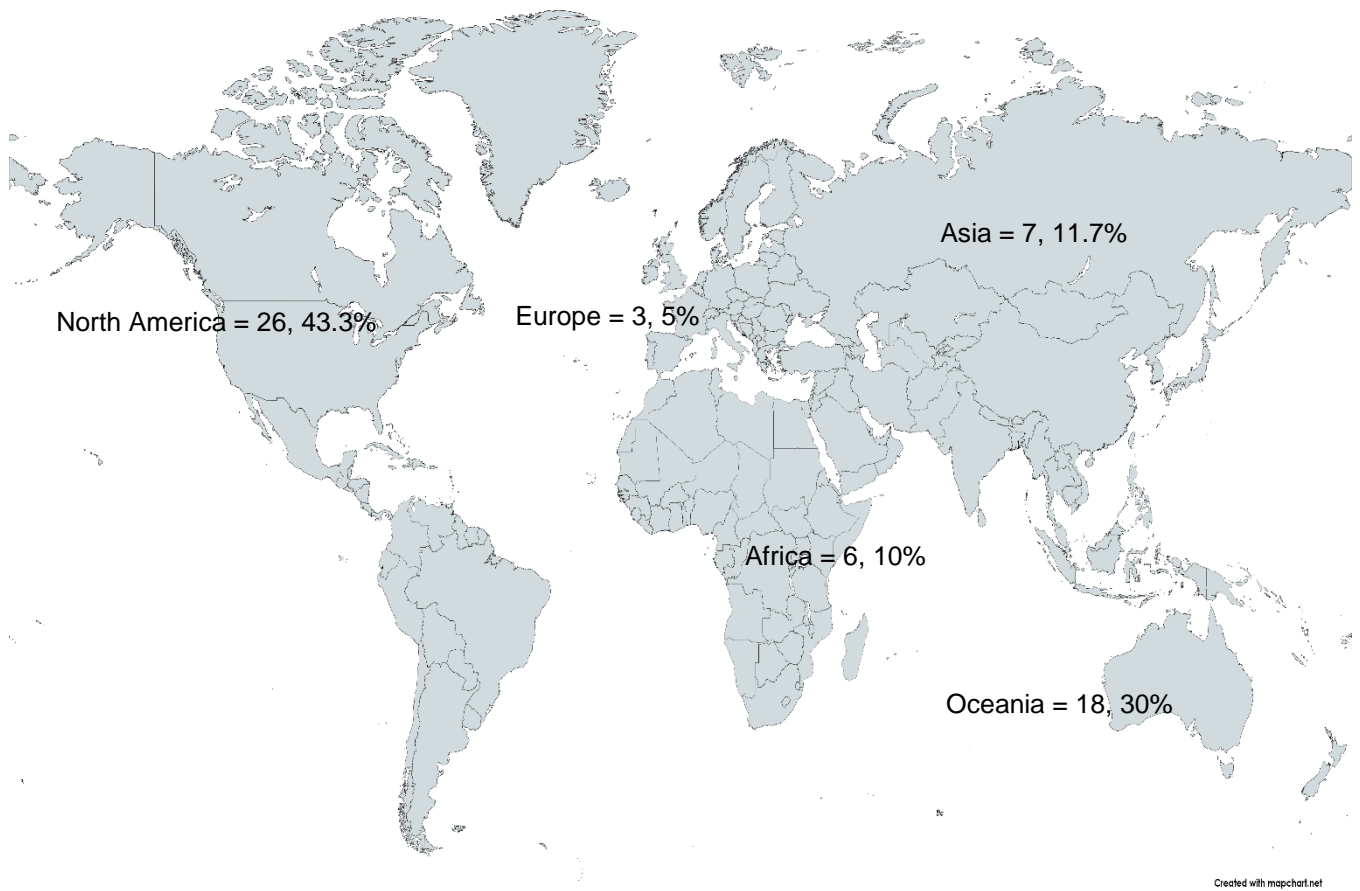 Asia = 7, 11.7%
North America = 26, 43.3%
Europe = 3, 5%
Africa = 6, 10%
Oceania = 18, 30%
Created with mapchart.net